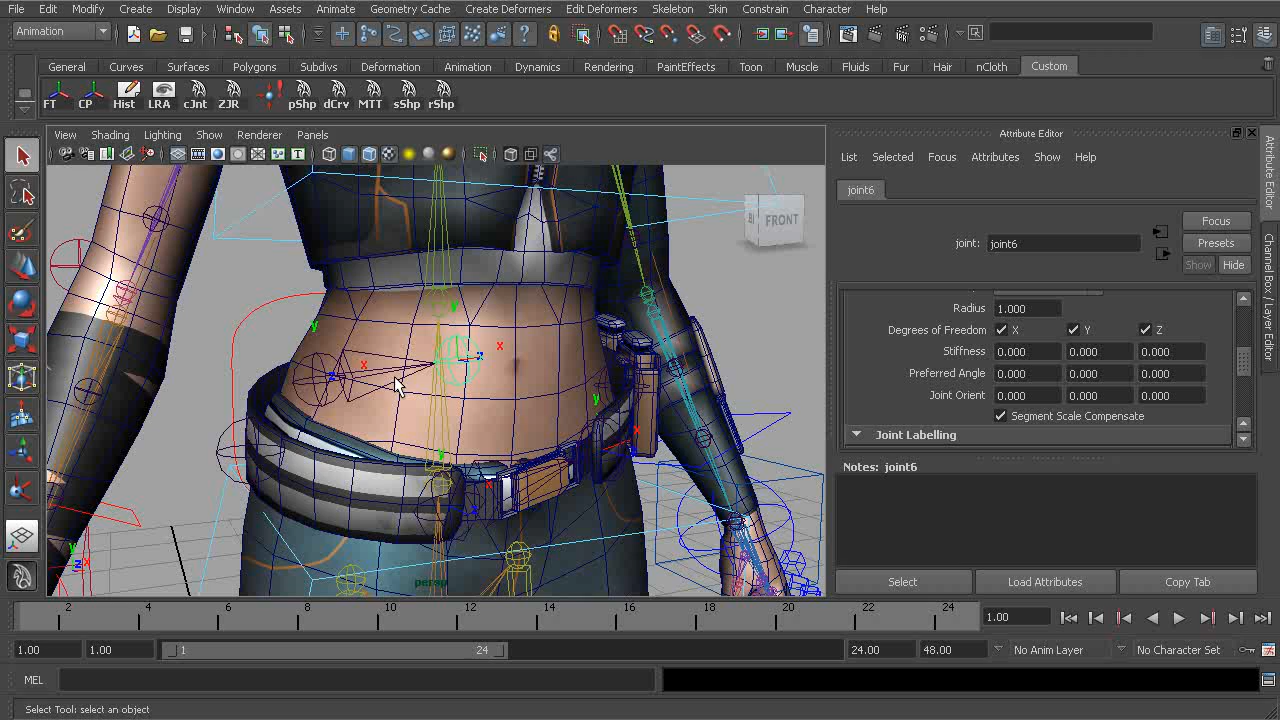 File Edit Modify Create Display Window Assets Animate Geometry Cache Create Deformers Edit Deformers Skeleton Skin Constrain Character Help
Animation
General Curves Surfaces Polygons Subdivs Deformation Animation Dynamics Rendering PaintEffects Toon Muscle Fluids Fur Hair nCloth Custom
FT CP Hist LRA cJnt ZJR pShp dCrv MTT sShp rShp
View Shading Lighting Show Renderer Panels
Attribute Editor
List Selected Focus Attributes Show Help
joint6
Focus
joint: joint6
Presets
Show Hide
FRONT
Radius 1.000
Degrees of Freedom X Y Z
Stiffness 0.000 0.000 0.000
Preferred Angle 0.000 0.000 0.000
Joint Orient 0.000 0.000 0.000
Segment Scale Compensate
Joint Labelling
Notes: joint6
Select Load Attributes Copy Tab
Attribute Editor
Channel Box / Layer Editor
y
y
x
x
z
z
y
x
y
x
y
z
x
persp
2 4 6 8 10 12 14 16 18 20 22 24
1.00
1.00 1.00 1 24 24.00 48.00 No Anim Layer No Character Set
MEL
Select Tool: select an object